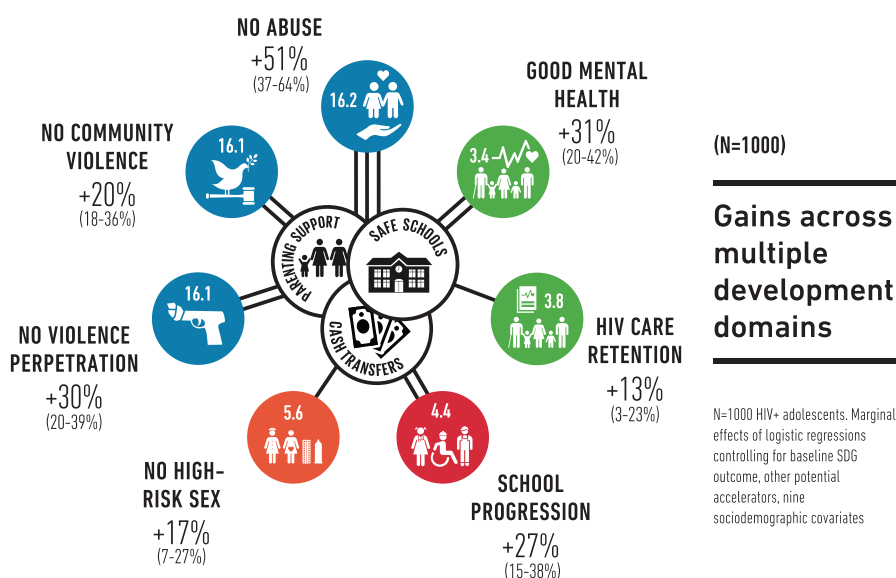 NO ABUSE
+51%
(37-64%)
16.2
GOOD MENTAL
HEALTH
+31%
(20-42%)
3.4
NO COMMUNITY
VIOLENCE
+20%
(18-36%)
16.1
PARENTING SUPPORT
SAFE SCHOOLS
CASH TRANSFERS
16.1
NO VIOLENCE
PERPETRATION
+30%
(20-39%)
3.8
HIV CARE
RETENTION
+13%
(3-23%)
5.6
NO HIGH-
RISK SEX
+17%
(7-27%)
4.4
SCHOOL
PROGRESSION
+27%
(15-38%)
(N=1000)
Gains across
multiple
development
domains
N=1000 HIV+ adolescents. Marginal
effects of logistic regressions
controlling for baseline SDG
outcome, other potential
accelerators, nine
sociodemographic covariates